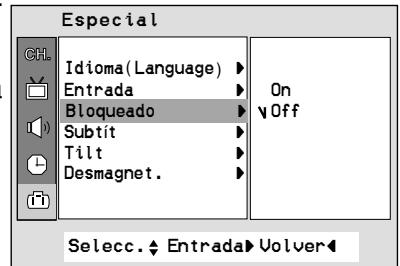 Especial
CH.
Idioma(Language)
Entrada
On
Bloqueado
Off
Subtít
Tilt
Desmagnet.
Selecc. Entrada Volver